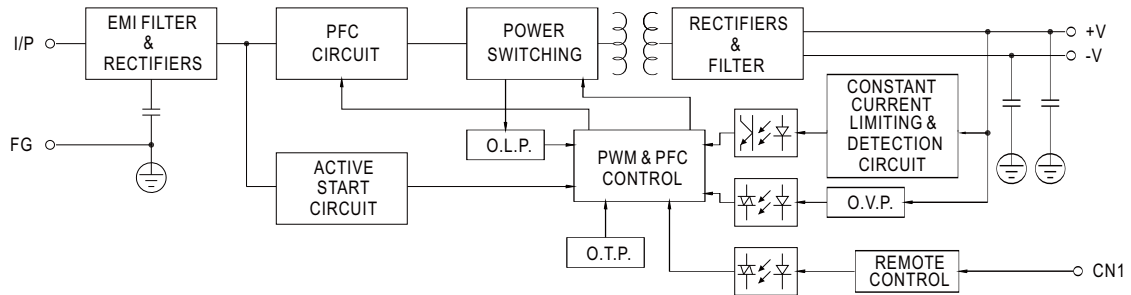 I/P
EMI FILTER
&
RECTIFIERS
PFC
CIRCUIT
POWER
SWITCHING
RECTIFIERS
&
FILTER
+V
-V
FG
O.L.P.
ACTIVE
START
CIRCUIT
PWM & PFC
CONTROL
O.T.P.
CONSTANT
CURRENT
LIMITING &
DETECTION
CIRCUIT
O.V.P.
REMOTE
CONTROL
CN1